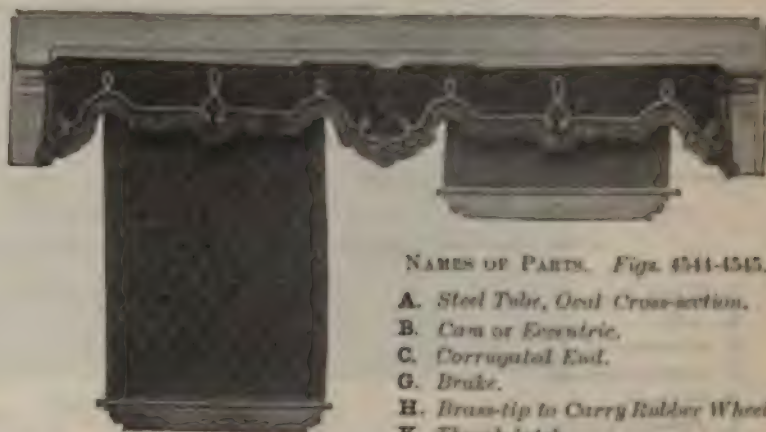 NAMES OF PARTS. Figs. 4544-4545.
A. Steel Tube, Oval Cross-section.
B. Cam or Eccentric.
C. Corrugated End.
G. Brake.
H. Brass-tip to Carry Rubber Wheel
K.